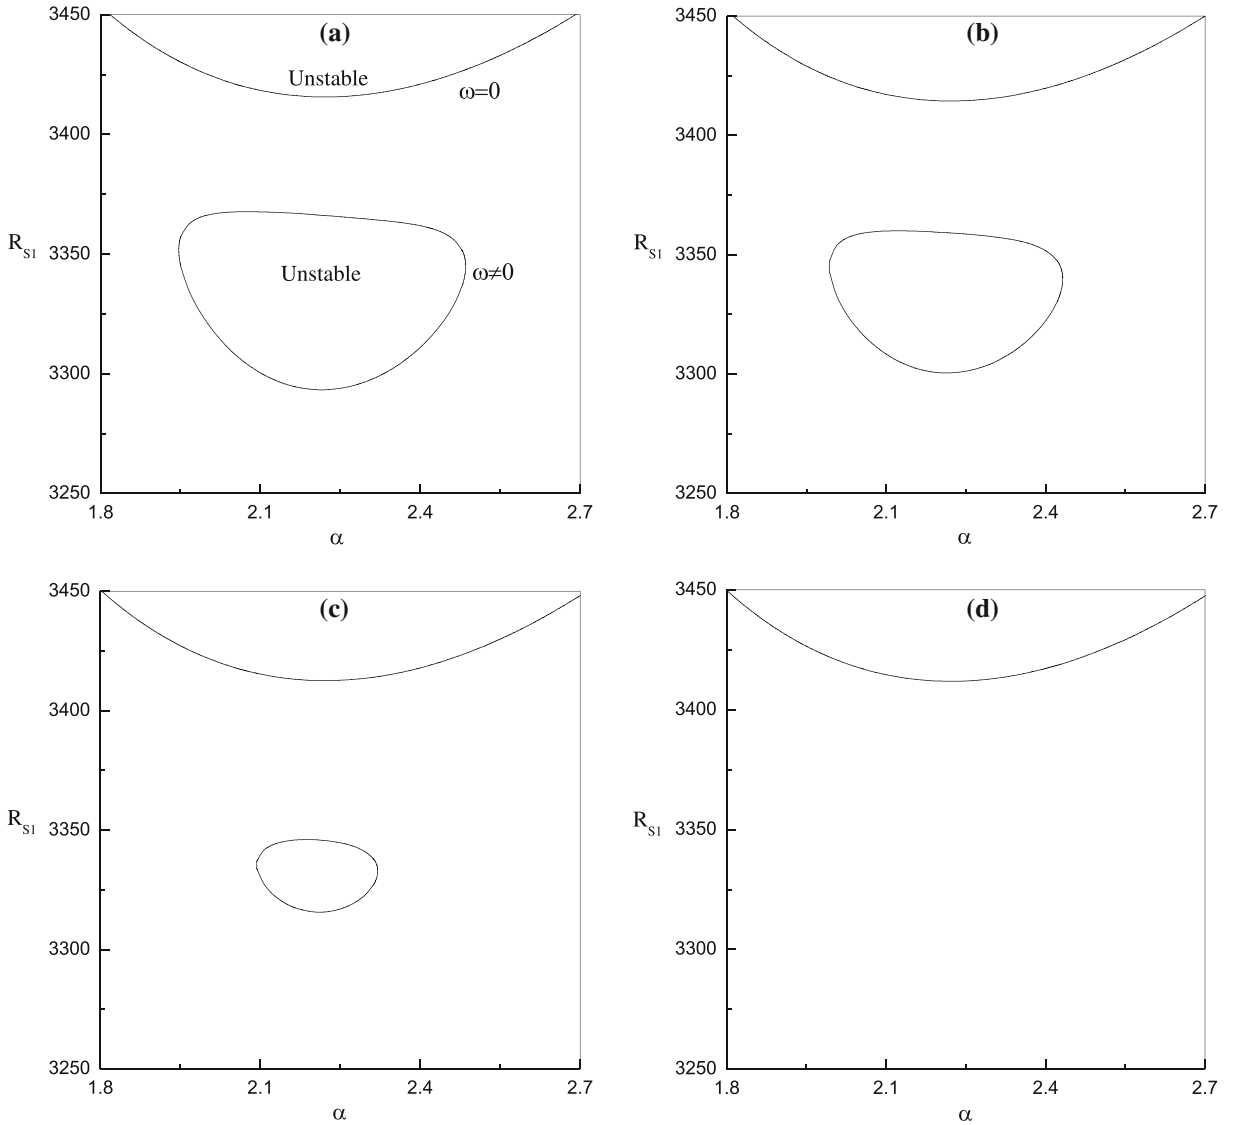 3450
(a)
Unstable
ω=0
3400
R_S1
3350
Unstable
ω≠0
3300
3250
1.8
2.1
2.4
2.7
α
3450
(b)
3400
R_S1
3350
3300
3250
1.8
2.1
2.4
2.7
α
3450
(c)
3400
R_S1
3350
3300
3250
1.8
2.1
2.4
2.7
α
3450
(d)
3400
R_S1
3350
3300
3250
1.8
2.1
2.4
2.7
α